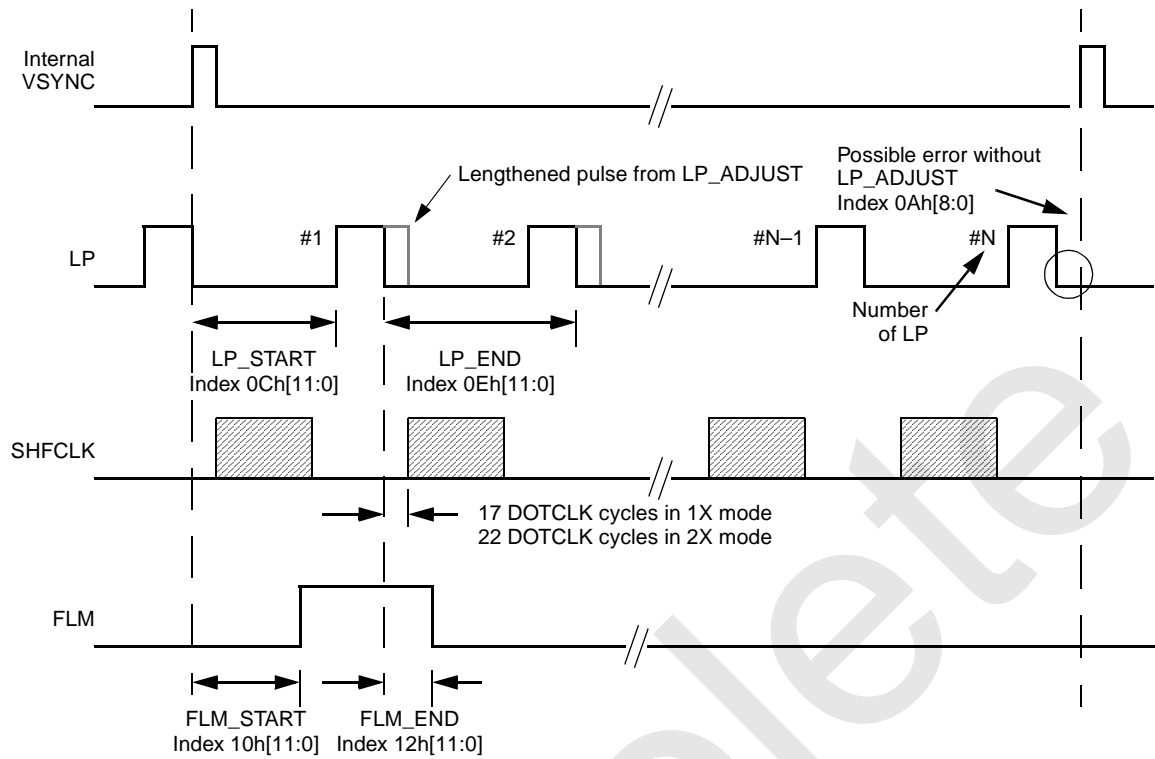 Internal
VSYNC
Possible error without
LP_ADJUST
Index 0Ah[8:0]
Lengthened pulse from LP_ADJUST
LP
#1
#2
#N–1
#N
Number
of LP
LP_START
Index 0Ch[11:0]
LP_END
Index 0Eh[11:0]
SHFCLK
17 DOTCLK cycles in 1X mode
22 DOTCLK cycles in 2X mode
FLM
FLM_START
Index 10h[11:0]
FLM_END
Index 12h[11:0]
lete